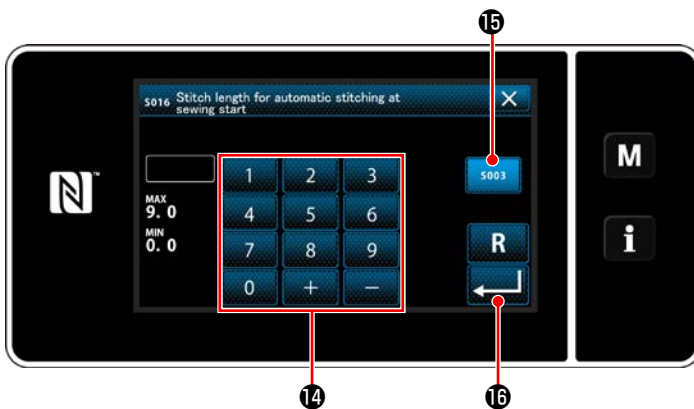 ⓯
S016 Stitch length for automatic stitching at
sewing start
X
1 2 3
S003
MAX
9. 0
4 5 6
MIN
0. 0
7 8 9
R
0 + −
N
™
M
i
⓮ ⓰